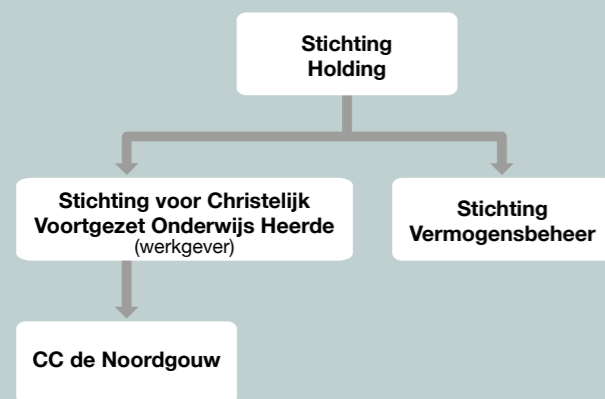 Stichting
Holding
Stichting voor Christelijk
Voortgezet Onderwijs Heerde
(werkgever)
Stichting
Vermogensbeheer
CC de Noordgouw